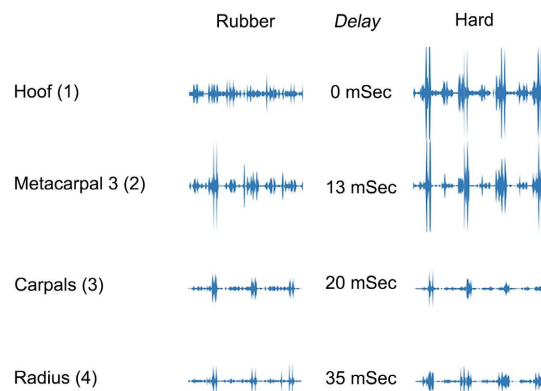 Rubber Delay Hard
Hoof (1) 0 mSec
Metacarpal 3 (2) 13 mSec
Carpals (3) 20 mSec
Radius (4) 35 mSec